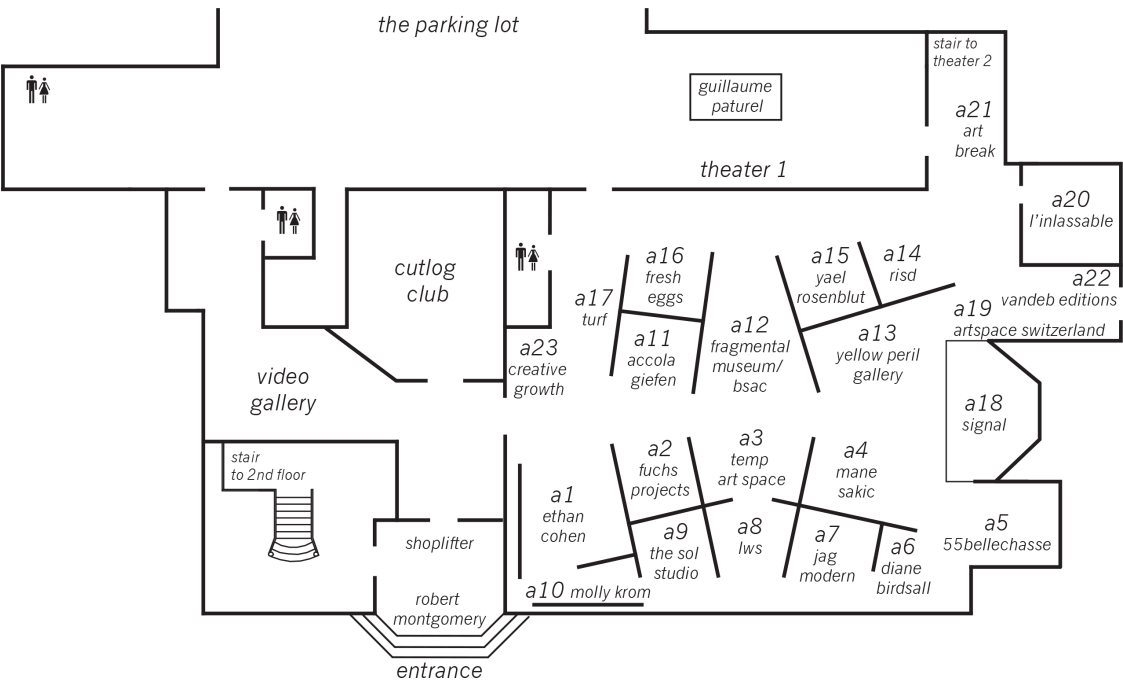 the parking lot
stair to
theater 2
guillaume
paturel
a21
art
break
theater 1
a20
l'inlassable
cutlog
club
a16
fresh
eggs
a15
yael
rosenblut
a14
risd
a17
turf
a22
vandeb editions
a19
artspace switzerland
a11
accola
giefen
a12
fragmental
museum/
bsac
a13
yellow peril
gallery
a23
creative
growth
video
gallery
a18
signal
stair
to 2nd floor
a2
fuchs
projects
a3
temp
art space
a4
mane
sakic
a1
ethan
cohen
a9
the sol
studio
a8
lws
a7
jag
modern
a6
diane
birdsall
a5
55bellechasse
shoplifter
a10 molly krom
robert
montgomery
entrance